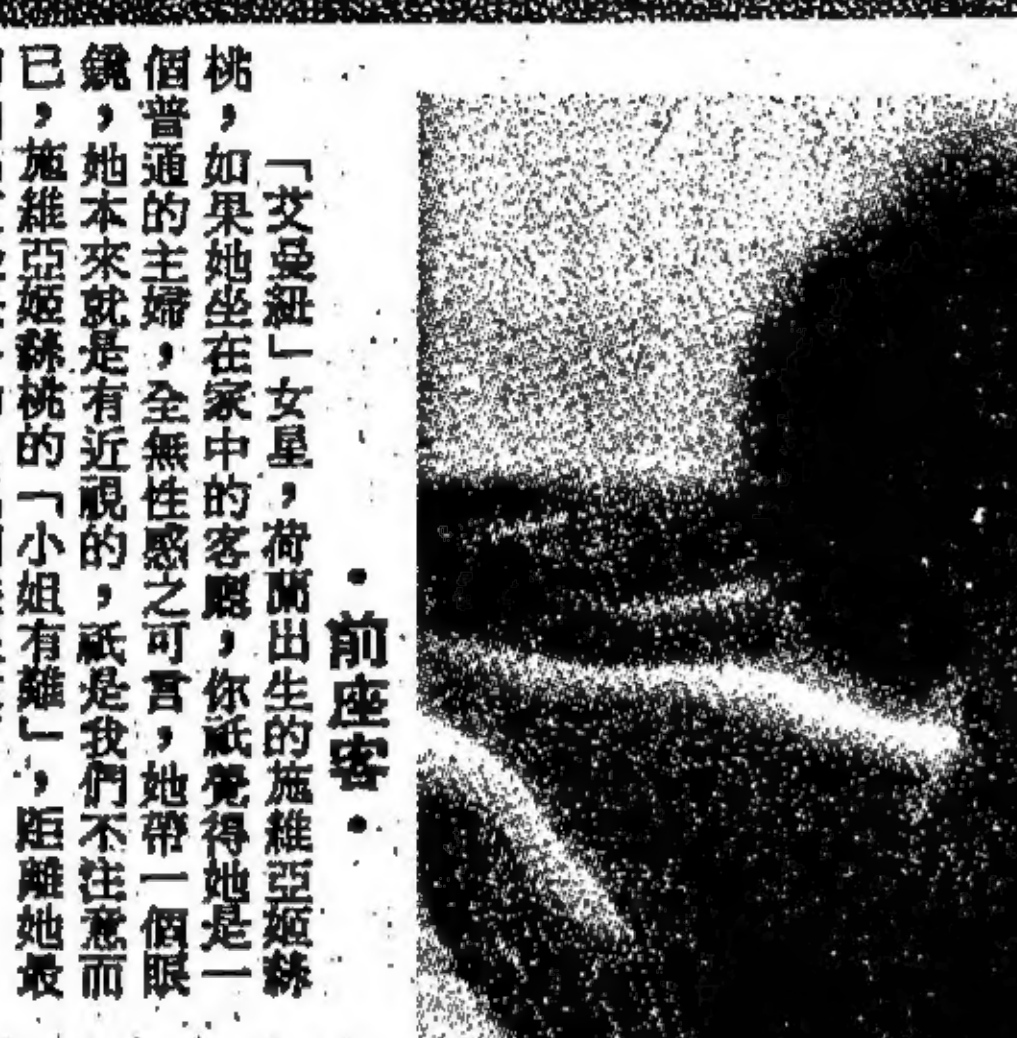 •前座客•
「艾曼紐」女星，荷蘭出生的施維亞姬絲
桃，如果她坐在家中的客廳，你祇覺得她是一
個普通的主婦，全無性感之可言，她帶一個眼
鏡，她本來就是有近視的，祇是我們不注意而
已，施維亞姬絲桃的「小姐有難」，距離她最